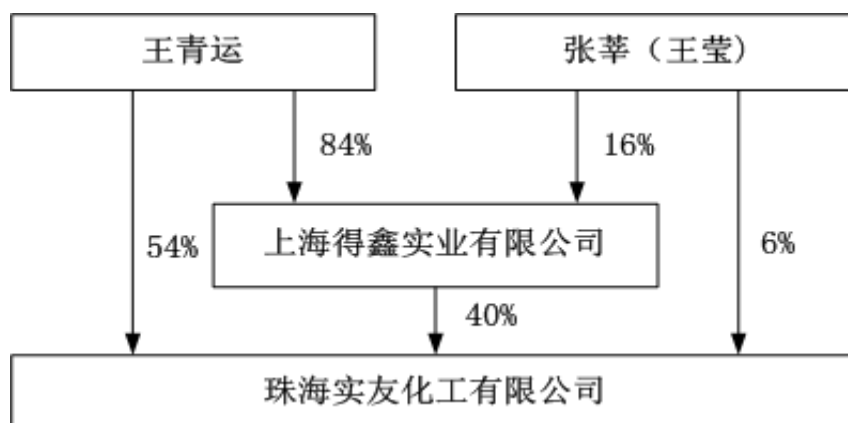 王青运
张莘（王莹)
84%
16%
上海得鑫实业有限公司
54%
6%
40%
珠海实友化工有限公司